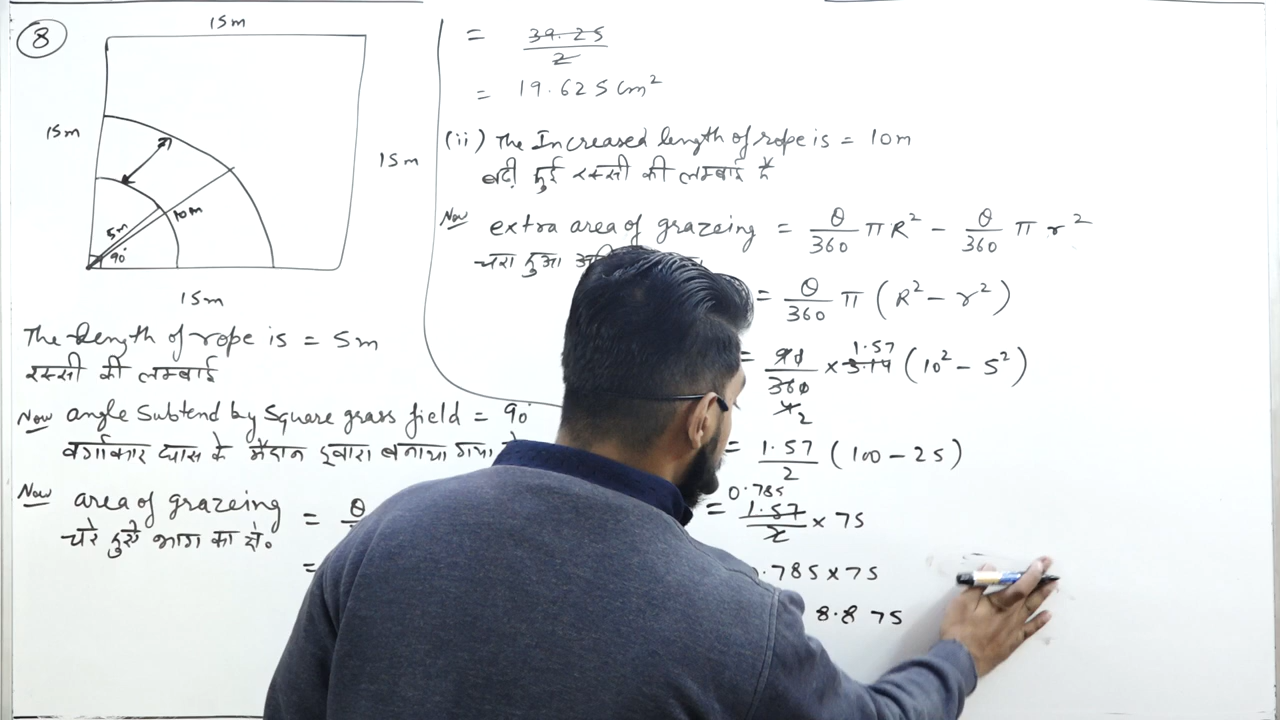 8
15m
15m
15m
5m
10m
90°
15m
The length of rope is = 5m
रस्सी की लम्बाई
Now angle Subtend by Square grass field = 90°
वर्गाकार घास के मैदान द्वारा बनाया गया
Now area of grazeing = θ
चरे हुये भाग का क्षे०
=
= 39.25/2
= 19.625 cm²
(ii) The Increased length of rope is = 10m
बढ़ी हुई रस्सी की लम्बाई है
Now extra area of grazeing = θ/360 πR² - θ/360 πr²
चरा हुआ
= θ/360 π (R² - r²)
= 90/360 × 3.14 (10² - 5²)
1.57
2
= 1.57/2 (100 - 25)
0.785
= 1.57/2 × 75
.785×75
8.875